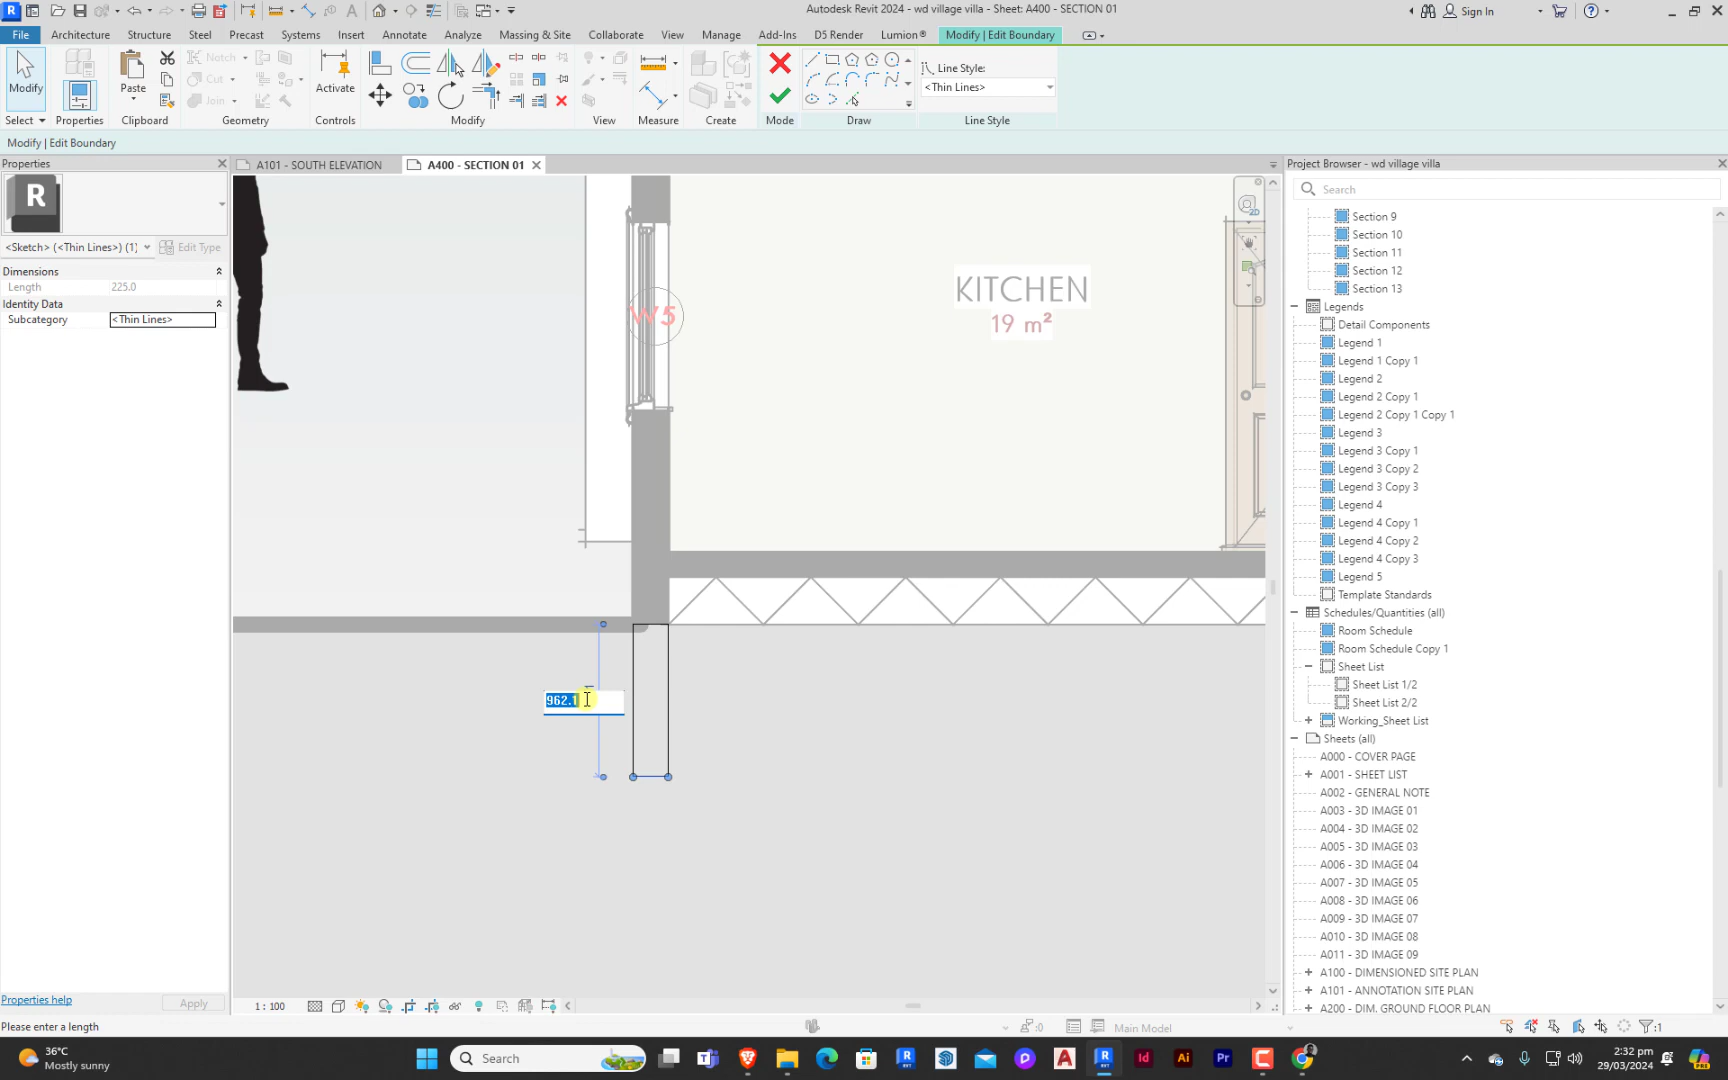 Autodesk Revit 2024 - wd village villa - Sheet: A400 - SECTION 01
Sign In
File
Architecture
Structure
Steel
Precast
Systems
Insert
Annotate
Analyze
Massing & Site
Collaborate
View
Manage
Add-Ins
D5 Render
Lumion®
Modify | Edit Boundary
Modify
Paste
Notch
Cut
Join
Activate
Line Style:
<Thin Lines>
Select
Properties
Clipboard
Geometry
Controls
Modify
View
Measure
Create
Mode
Draw
Line Style
Modify | Edit Boundary
Properties
R
<Sketch> (<Thin Lines>) (1)
Edit Type
Dimensions
Length 225.0
Identity Data
Subcategory <Thin Lines>
Properties help
Apply
A101 - SOUTH ELEVATION
A400 - SECTION 01
W5
KITCHEN
19 m²
2D
962.1
1 : 100
Project Browser - wd village villa
Search
Section 9
Section 10
Section 11
Section 12
Section 13
Legends
Detail Components
Legend 1
Legend 1 Copy 1
Legend 2
Legend 2 Copy 1
Legend 2 Copy 1 Copy 1
Legend 3
Legend 3 Copy 1
Legend 3 Copy 2
Legend 3 Copy 3
Legend 4
Legend 4 Copy 1
Legend 4 Copy 2
Legend 4 Copy 3
Legend 5
Template Standards
Schedules/Quantities (all)
Room Schedule
Room Schedule Copy 1
Sheet List
Sheet List 1/2
Sheet List 2/2
Working_Sheet List
Sheets (all)
A000 - COVER PAGE
A001 - SHEET LIST
A002 - GENERAL NOTE
A003 - 3D IMAGE 01
A004 - 3D IMAGE 02
A005 - 3D IMAGE 03
A006 - 3D IMAGE 04
A007 - 3D IMAGE 05
A008 - 3D IMAGE 06
A009 - 3D IMAGE 07
A010 - 3D IMAGE 08
A011 - 3D IMAGE 09
A100 - DIMENSIONED SITE PLAN
A101 - ANNOTATION SITE PLAN
A200 - DIM. GROUND FLOOR PLAN
Please enter a length
:0
Main Model
:1
36°C
Mostly sunny
Search
2:32 pm
29/03/2024